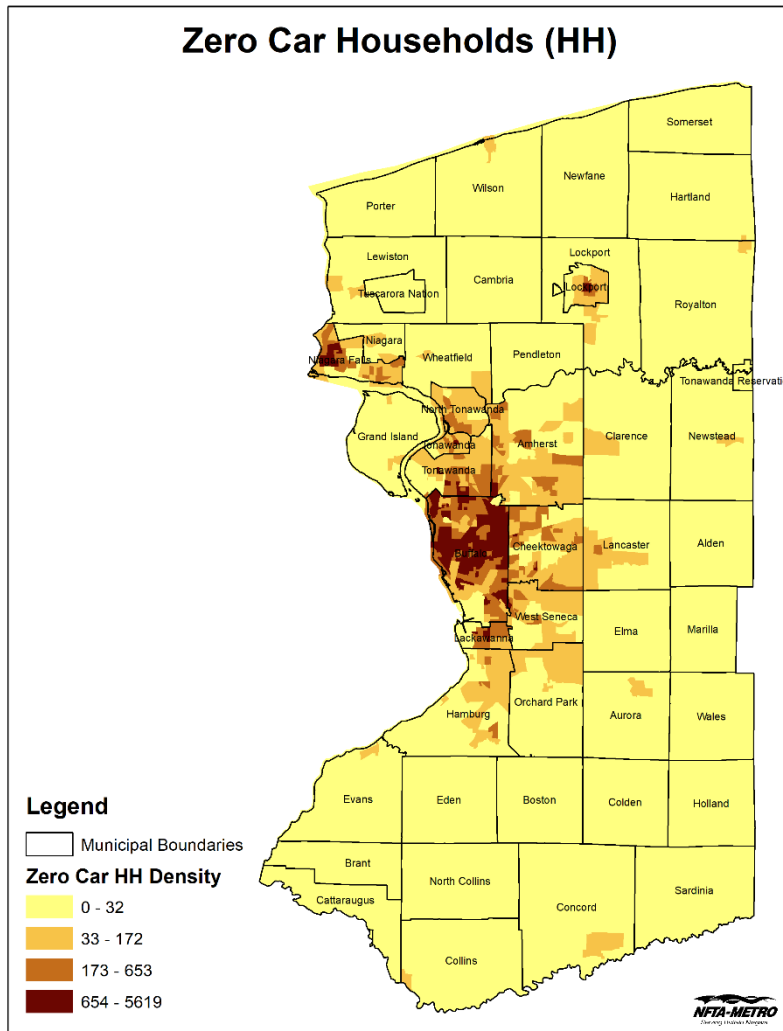 Zero Car Households (HH)
Somerset
Newfane
Wilson
Hartland
Porter
Lewiston
Lockport
Cambria
Tuscarora Nation
Lockport
Royalton
Niagara
Niagara Falls
Wheatfield
Pendleton
Tonawanda Reservati
North Tonawanda
Grand Island
Tonawanda
Amherst
Clarence
Newstead
Tonawanda
Buffalo
Cheektowaga
Lancaster
Alden
West Seneca
Elma
Marilla
Lackawanna
Hamburg
Orchard Park
Aurora
Wales
Evans
Eden
Boston
Colden
Holland
Brant
North Collins
Cattaraugus
Concord
Sardinia
Collins
Legend
Municipal Boundaries
Zero Car HH Density
0 - 32
33 - 172
173 - 653
654 - 5619
NFTA-METRO